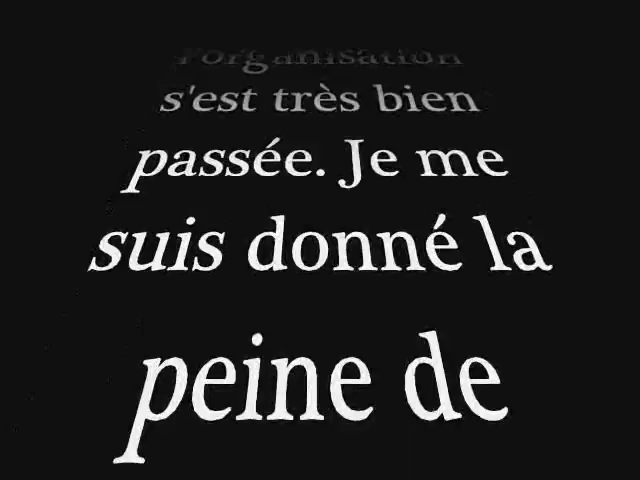 l'organisation
s'est très bien
passée. Je me
suis donné la
peine de